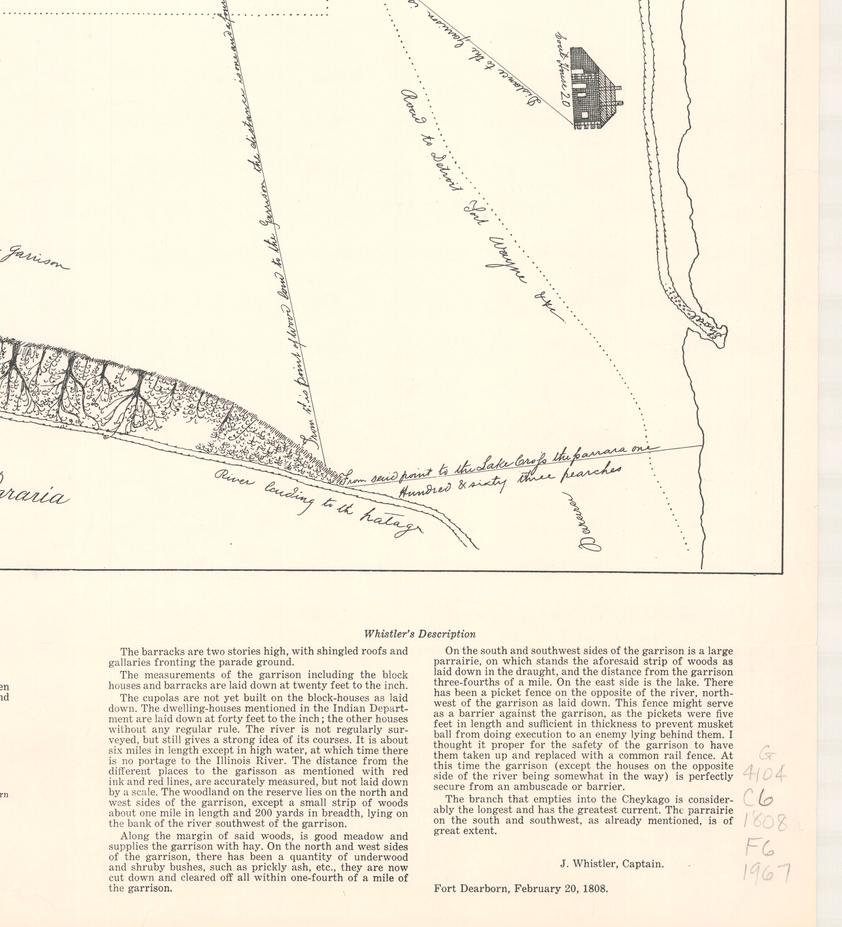 From this point of Wood land to the Garrison the distance is one and a four
Distance to the Garrison
Scout House 20
Road to Detroit Fort Wayne &c
Garrison
From said point to the Lake Cross the parrara one
Hundred & sixty three pearches
River leading to th
Pararara
raria
Whistler's Description
The barracks are two stories high, with shingled roofs and
gallaries fronting the parade ground.
The measurements of the garrison including the block
houses and barracks are laid down at twenty feet to the inch.
The cupolas are not yet built on the block-houses as laid
down. The dwelling-houses mentioned in the Indian Depart-
ment are laid down at forty feet to the inch; the other houses
without any regular rule. The river is not regularly sur-
veyed, but still gives a strong idea of its courses. It is about
six miles in length except in high water, at which time there
is no portage to the Illinois River. The distance from the
different places to the garisson as mentioned with red
ink and red lines, are accurately measured, but not laid down
by a scale. The woodland on the reserve lies on the north and
west sides of the garrison, except a small strip of woods
about one mile in length and 200 yards in breadth, lying on
the bank of the river southwest of the garrison.
Along the margin of said woods, is good meadow and
supplies the garrison with hay. On the north and west sides
of the garrison, there has been a quantity of underwood
and shruby bushes, such as prickly ash, etc., they are now
cut down and cleared off all within one-fourth of a mile of
the garrison.
On the south and southwest sides of the garrison is a large
parrairie, on which stands the aforesaid strip of woods as
laid down in the draught, and the distance from the garrison
three-fourths of a mile. On the east side is the lake. There
has been a picket fence on the opposite of the river, north-
west of the garrison as laid down. This fence might serve
as a barrier against the garrison, as the pickets were five
feet in length and sufficient in thickness to prevent musket
ball from doing execution to an enemy lying behind them. I
thought it proper for the safety of the garrison to have
them taken up and replaced with a common rail fence. At
this time the garrison (except the houses on the opposite
side of the river being somewhat in the way) is perfectly
secure from an ambuscade or barrier.
The branch that empties into the Cheykago is consider-
ably the longest and has the greatest current. The parrairie
on the south and southwest, as already mentioned, is of
great extent.
J. Whistler, Captain.
Fort Dearborn, February 20, 1808.
en
nd
rn
G
4104
C6
1808
F6
1967